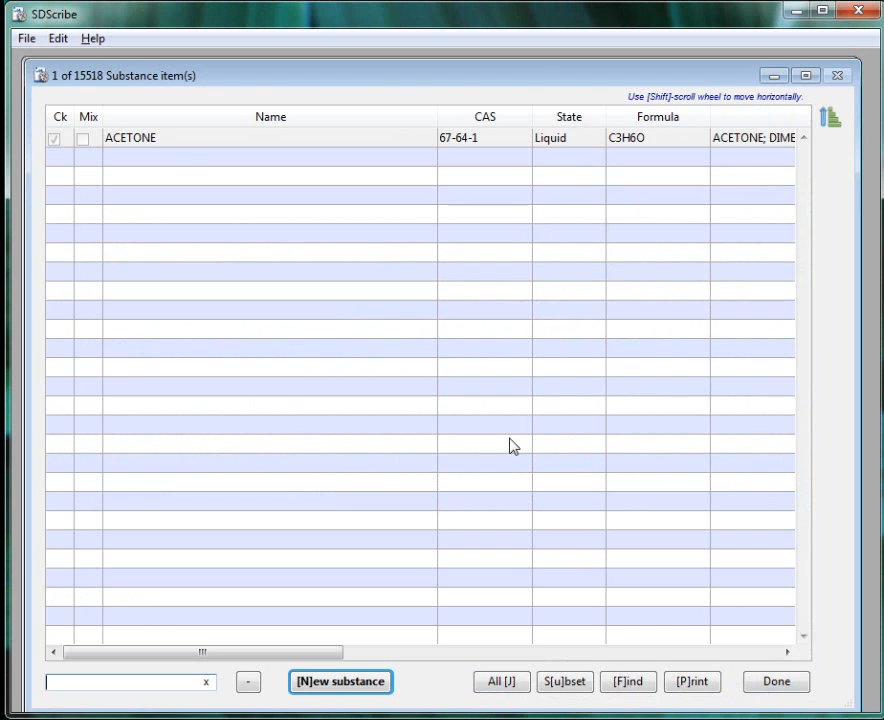 SDScribe
File Edit Help
1 of 15518 Substance item(s)
Use [Shift]-scroll wheel to move horizontally.
Ck Mix Name CAS State Formula
ACETONE 67-64-1 Liquid C3H6O ACETONE; DIME
x - [N]ew substance All [J] S[u]bset [F]ind [P]rint Done